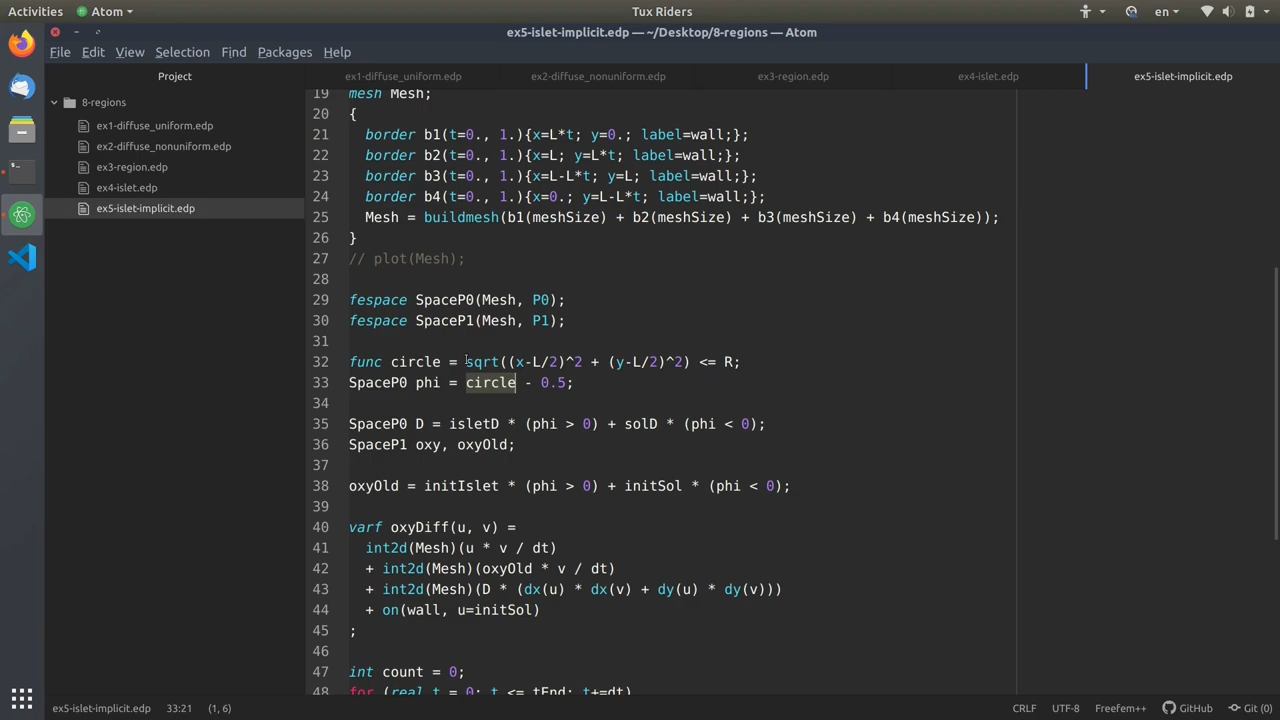 Activities Atom Tux Riders en
ex5-islet-implicit.edp — ~/Desktop/8-regions — Atom
File Edit View Selection Find Packages Help
Project
ex1-diffuse_uniform.edp ex2-diffuse_nonuniform.edp ex3-region.edp ex4-islet.edp ex5-islet-implicit.edp
8-regions
ex1-diffuse_uniform.edp
ex2-diffuse_nonuniform.edp
ex3-region.edp
ex4-islet.edp
ex5-islet-implicit.edp
19 mesh Mesh;
20 {
21 border b1(t=0., 1.){x=L*t; y=0.; label=wall;};
22 border b2(t=0., 1.){x=L; y=L*t; label=wall;};
23 border b3(t=0., 1.){x=L-L*t; y=L; label=wall;};
24 border b4(t=0., 1.){x=0.; y=L-L*t; label=wall;};
25 Mesh = buildmesh(b1(meshSize) + b2(meshSize) + b3(meshSize) + b4(meshSize));
26 }
27 // plot(Mesh);
28
29 fespace SpaceP0(Mesh, P0);
30 fespace SpaceP1(Mesh, P1);
31
32 func circle = sqrt((x-L/2)^2 + (y-L/2)^2) <= R;
33 SpaceP0 phi = circle - 0.5;
34
35 SpaceP0 D = isletD * (phi > 0) + solD * (phi < 0);
36 SpaceP1 oxy, oxyOld;
37
38 oxyOld = initIslet * (phi > 0) + initSol * (phi < 0);
39
40 varf oxyDiff(u, v) =
41 int2d(Mesh)(u * v / dt)
42 + int2d(Mesh)(oxyOld * v / dt)
43 + int2d(Mesh)(D * (dx(u) * dx(v) + dy(u) * dy(v)))
44 + on(wall, u=initSol)
45 ;
46
47 int count = 0;
48 for (real t = 0; t <= tEnd; t+=dt)
ex5-islet-implicit.edp 33:21 (1, 6) CRLF UTF-8 Freefem++ GitHub Git (0)